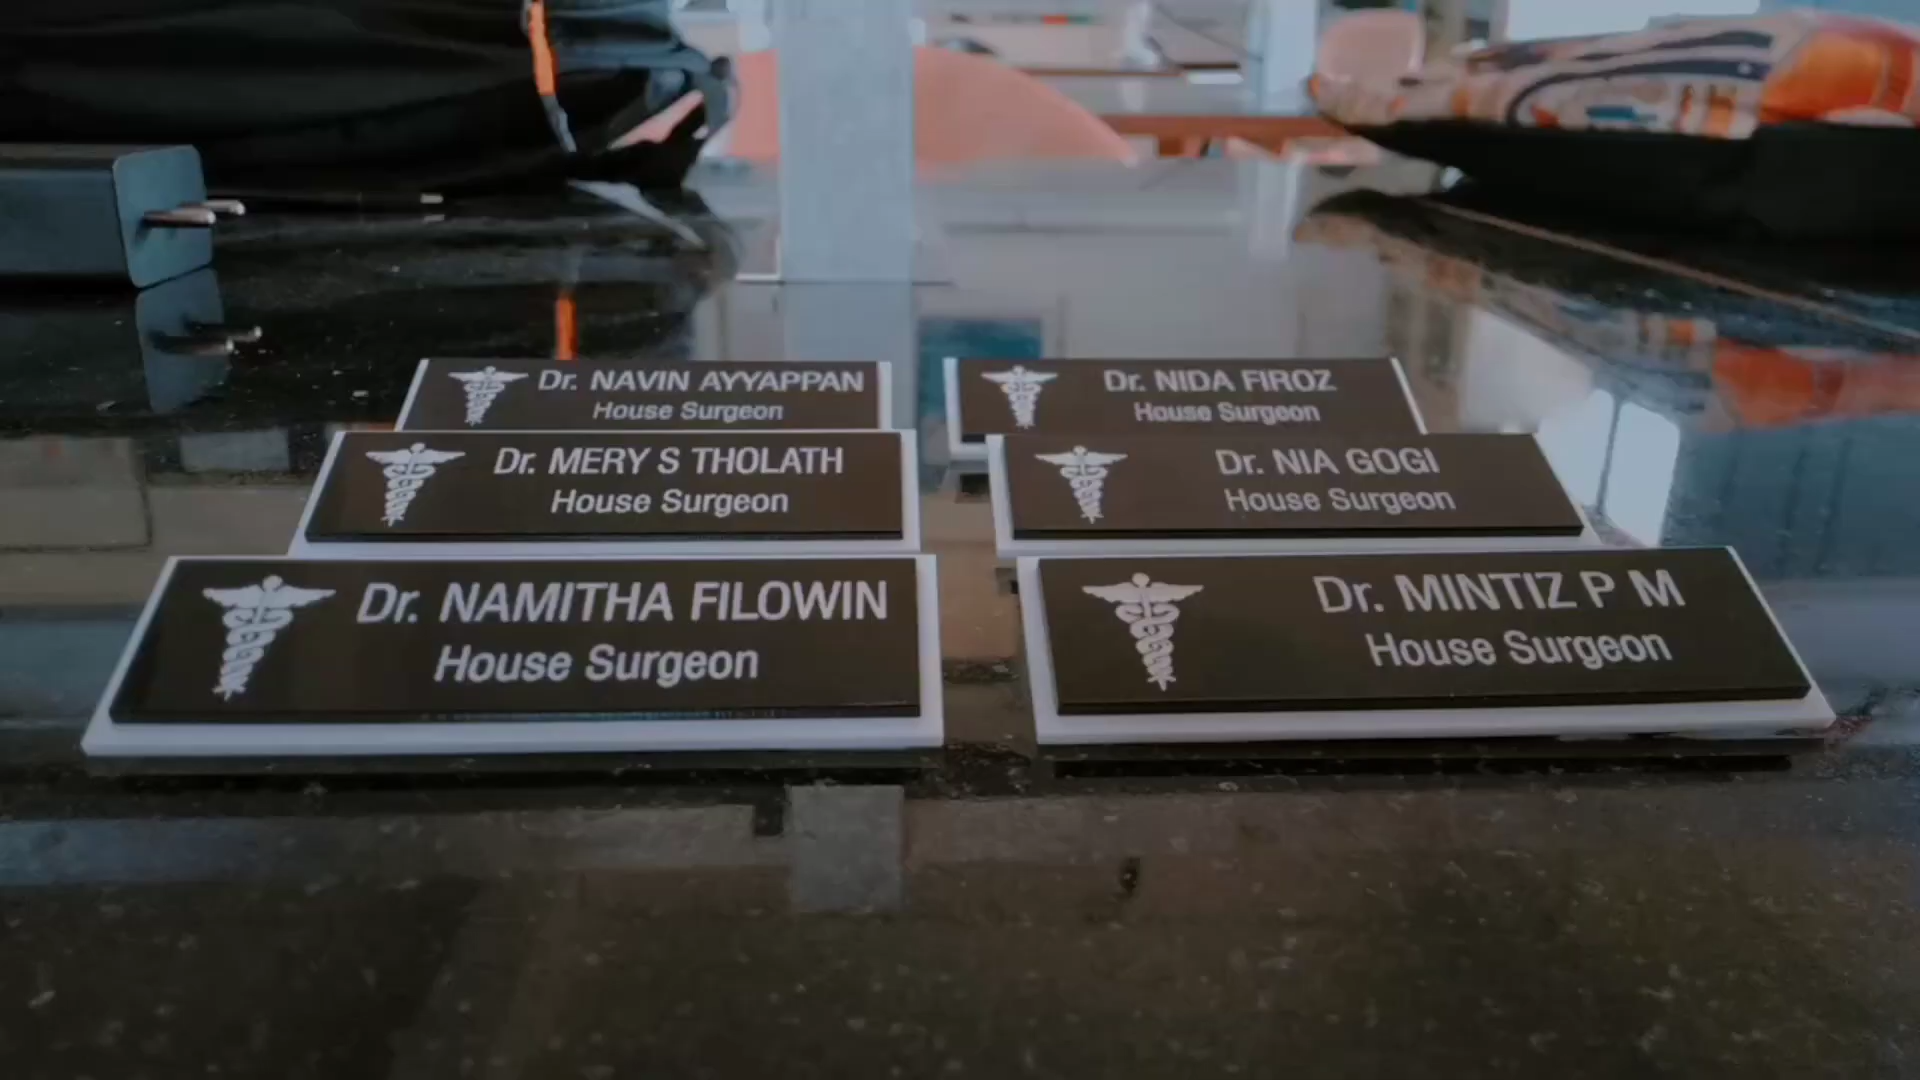 Dr. NAVIN AYYAPPAN
House Surgeon
Dr. NIDA FIROZ
House Surgeon
Dr. MERY S THOLATH
House Surgeon
Dr. NIA GOGI
House Surgeon
Dr. NAMITHA FILOWIN
House Surgeon
Dr. MINTIZ P M
House Surgeon